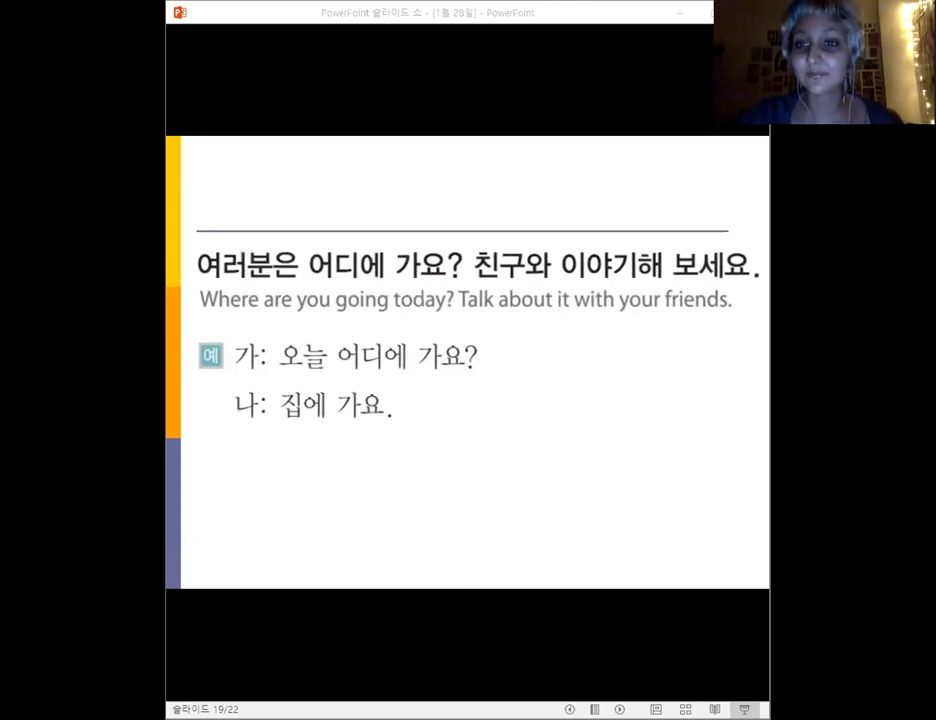 PowerPoint 슬라이드 쇼 - [1월 28일] - PowerPoint
여러분은 어디에 가요? 친구와 이야기해 보세요.
Where are you going today? Talk about it with your friends.
예 가: 오늘 어디에 가요?
나: 집에 가요.
슬라이드 19/22